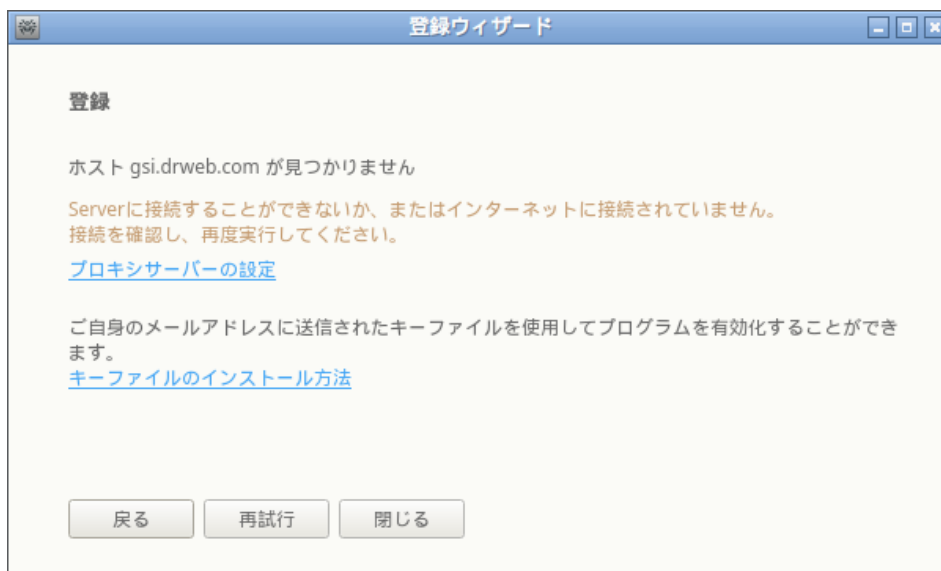 登録ウィザード
登録
ホスト gsi.drweb.com が見つかりません
Serverに接続することができないか、またはインターネットに接続されていません。
接続を確認し、再度実行してください。
プロキシサーバーの設定
ご自身のメールアドレスに送信されたキーファイルを使用してプログラムを有効化することができ
ます。
キーファイルのインストール方法
戻る 再試行 閉じる